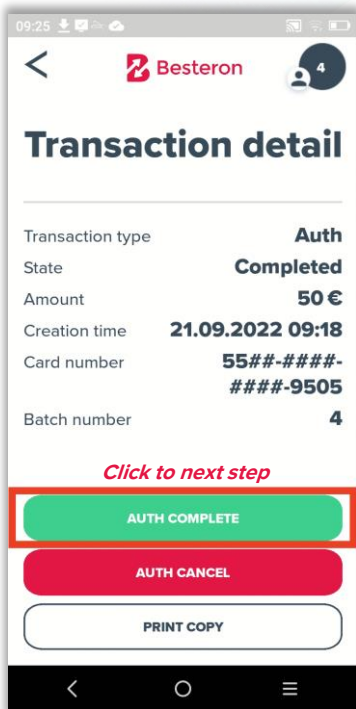 09:25
Besteron
4
Transaction detail
Transaction type Auth
State Completed
Amount 50 €
Creation time 21.09.2022 09:18
Card number 55##-####-
####-9505
Batch number 4
Click to next step
AUTH COMPLETE
AUTH CANCEL
PRINT COPY